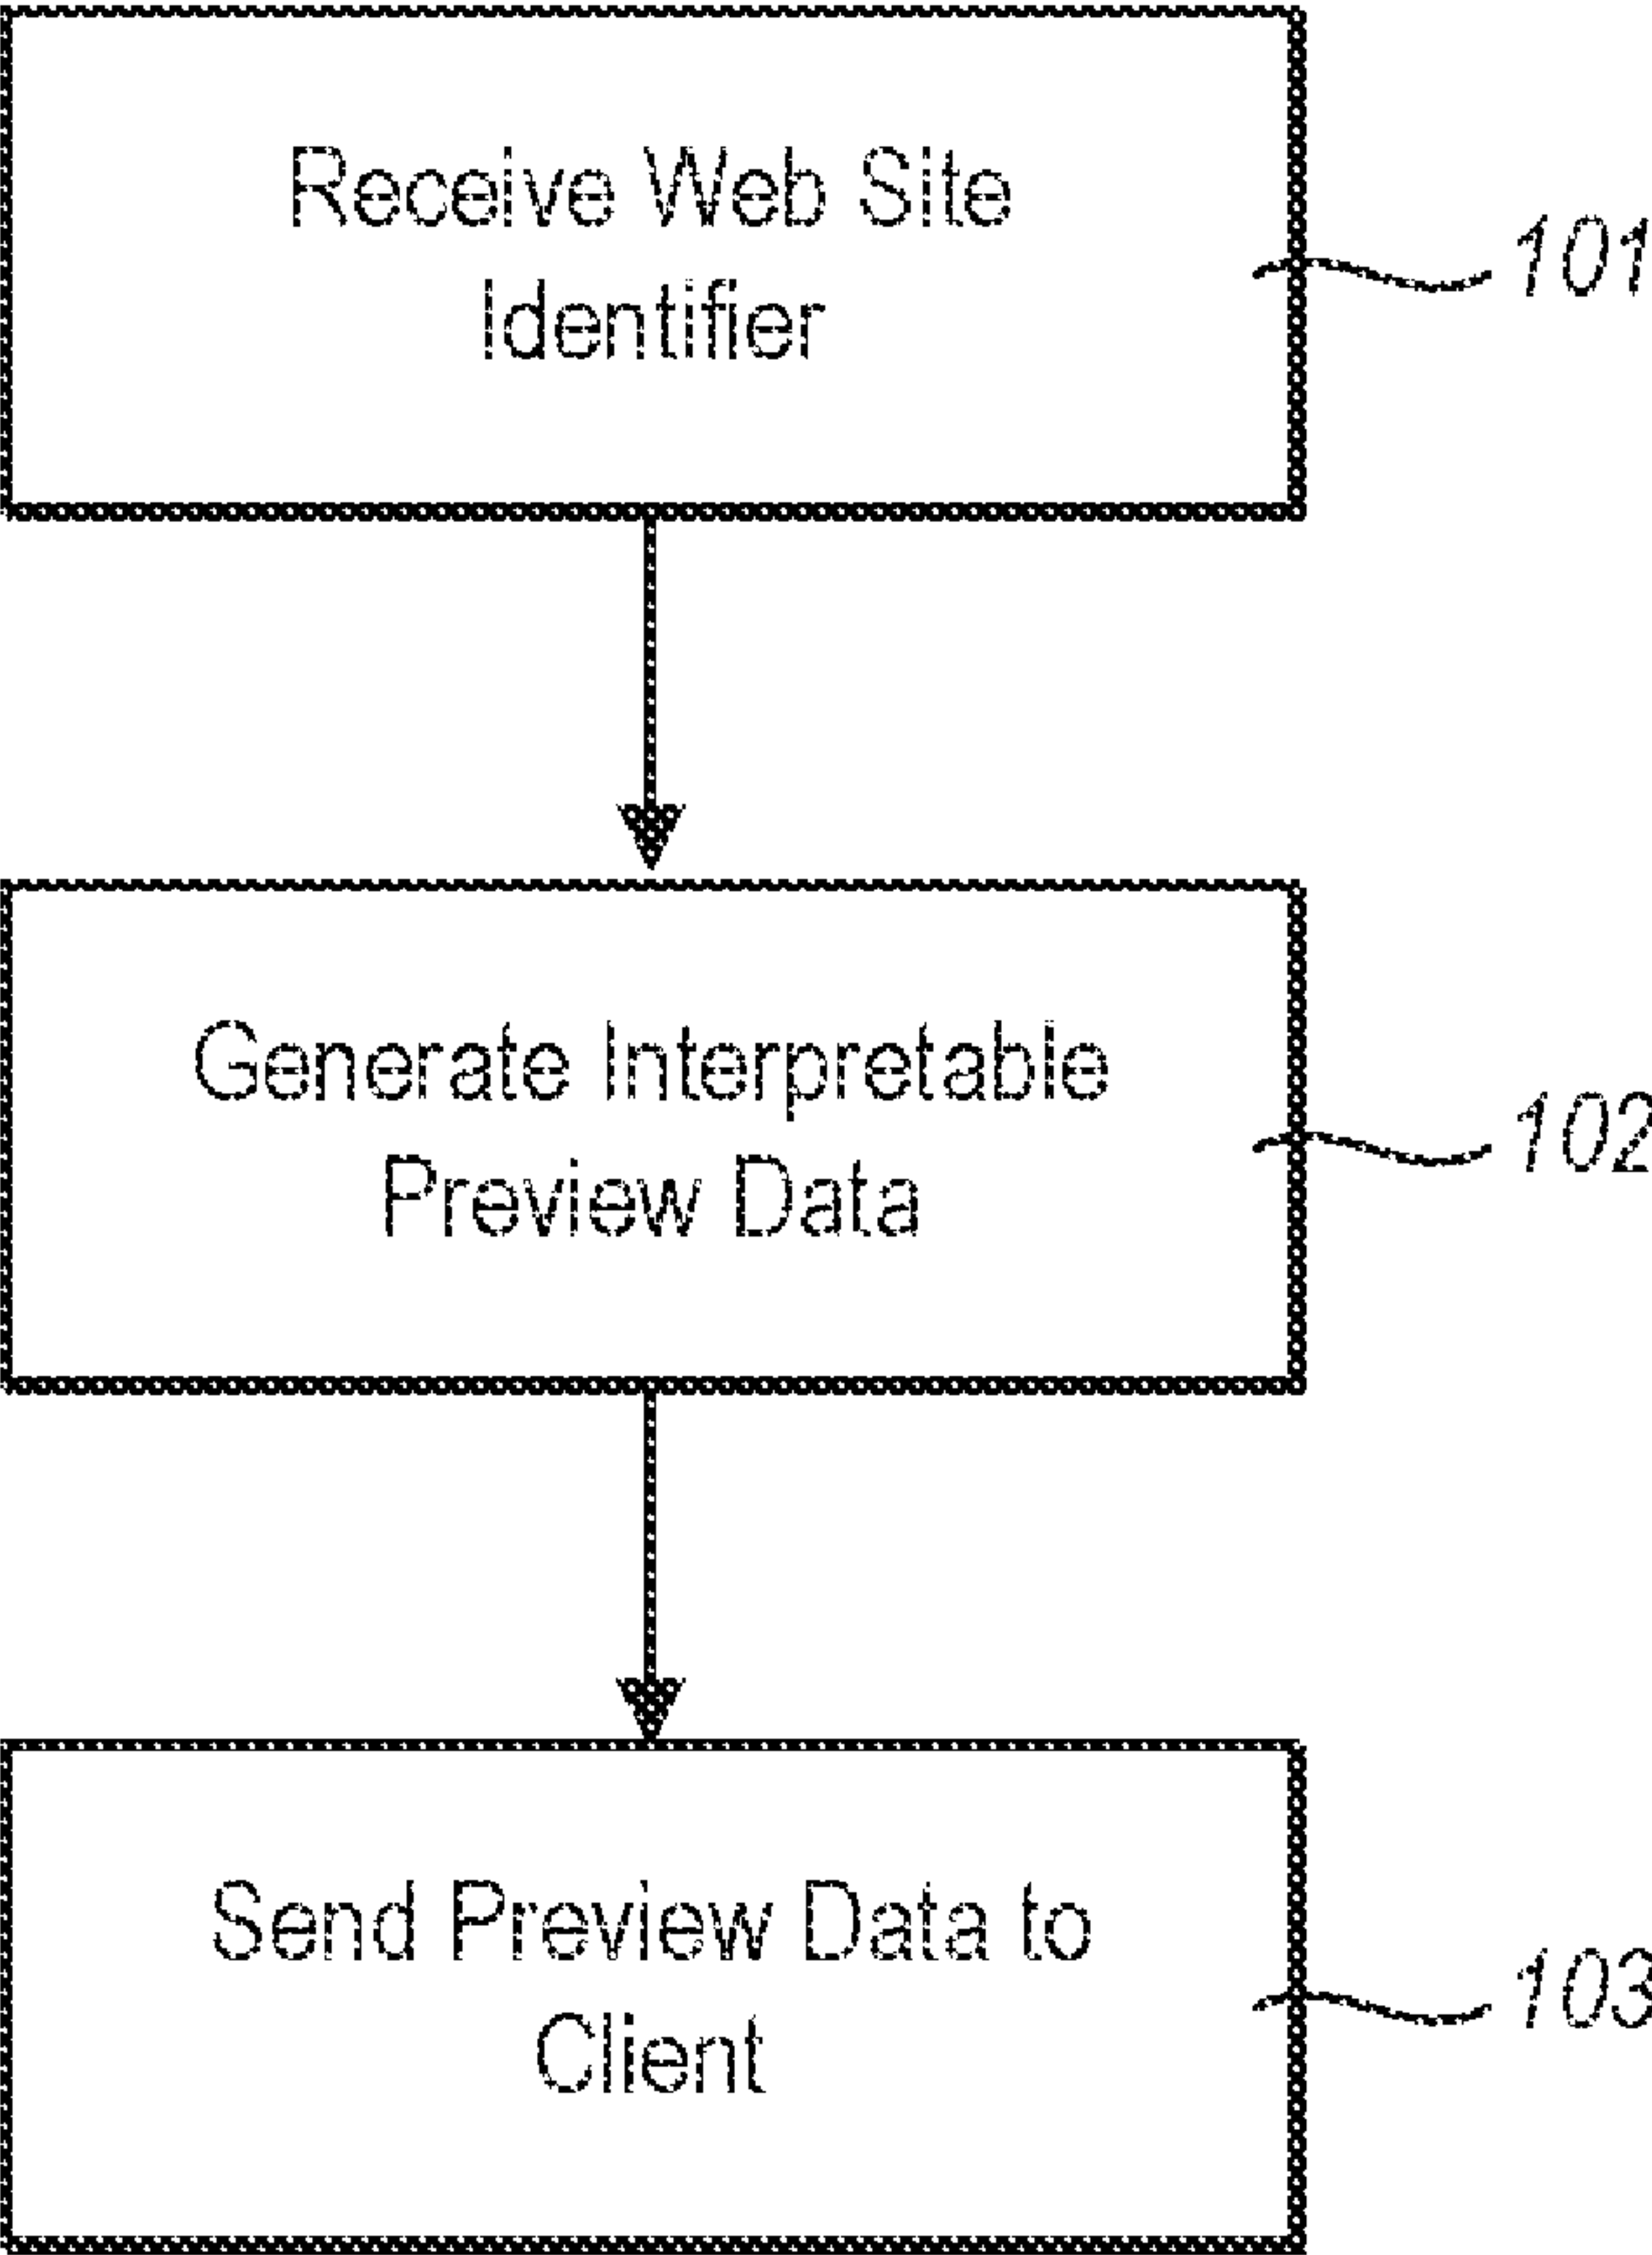 Receive Web Site
Identifier
101
Generate Interpretable
Preview Data
102
Send Preview Data to
Client
103